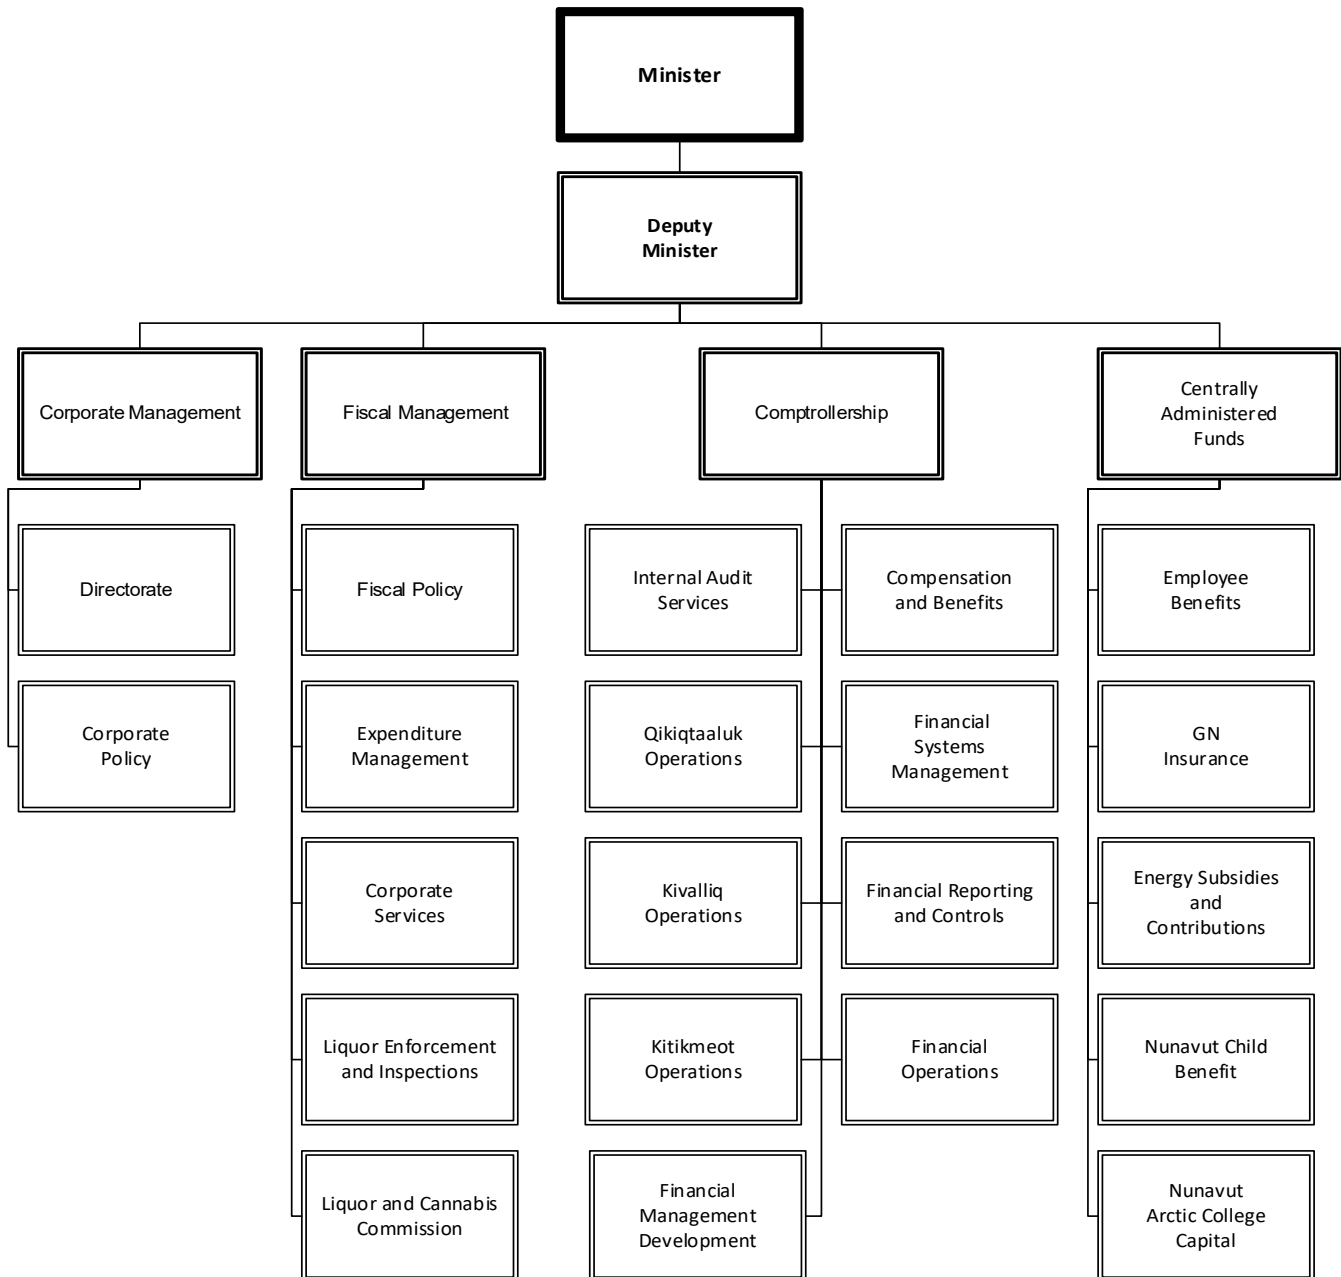 Minister
Deputy
Minister
Corporate Management
Fiscal Management
Comptrollership
Centrally
Administered
Funds
Directorate
Fiscal Policy
Internal Audit
Services
Compensation
and Benefits
Employee
Benefits
Corporate
Policy
Expenditure
Management
Qikiqtaaluk
Operations
Financial
Systems
Management
GN
Insurance
Corporate
Services
Kivalliq
Operations
Financial Reporting
and Controls
Energy Subsidies
and
Contributions
Liquor Enforcement
and Inspections
Kitikmeot
Operations
Financial
Operations
Nunavut Child
Benefit
Liquor and Cannabis
Commission
Financial
Management
Development
Nunavut
Arctic College
Capital